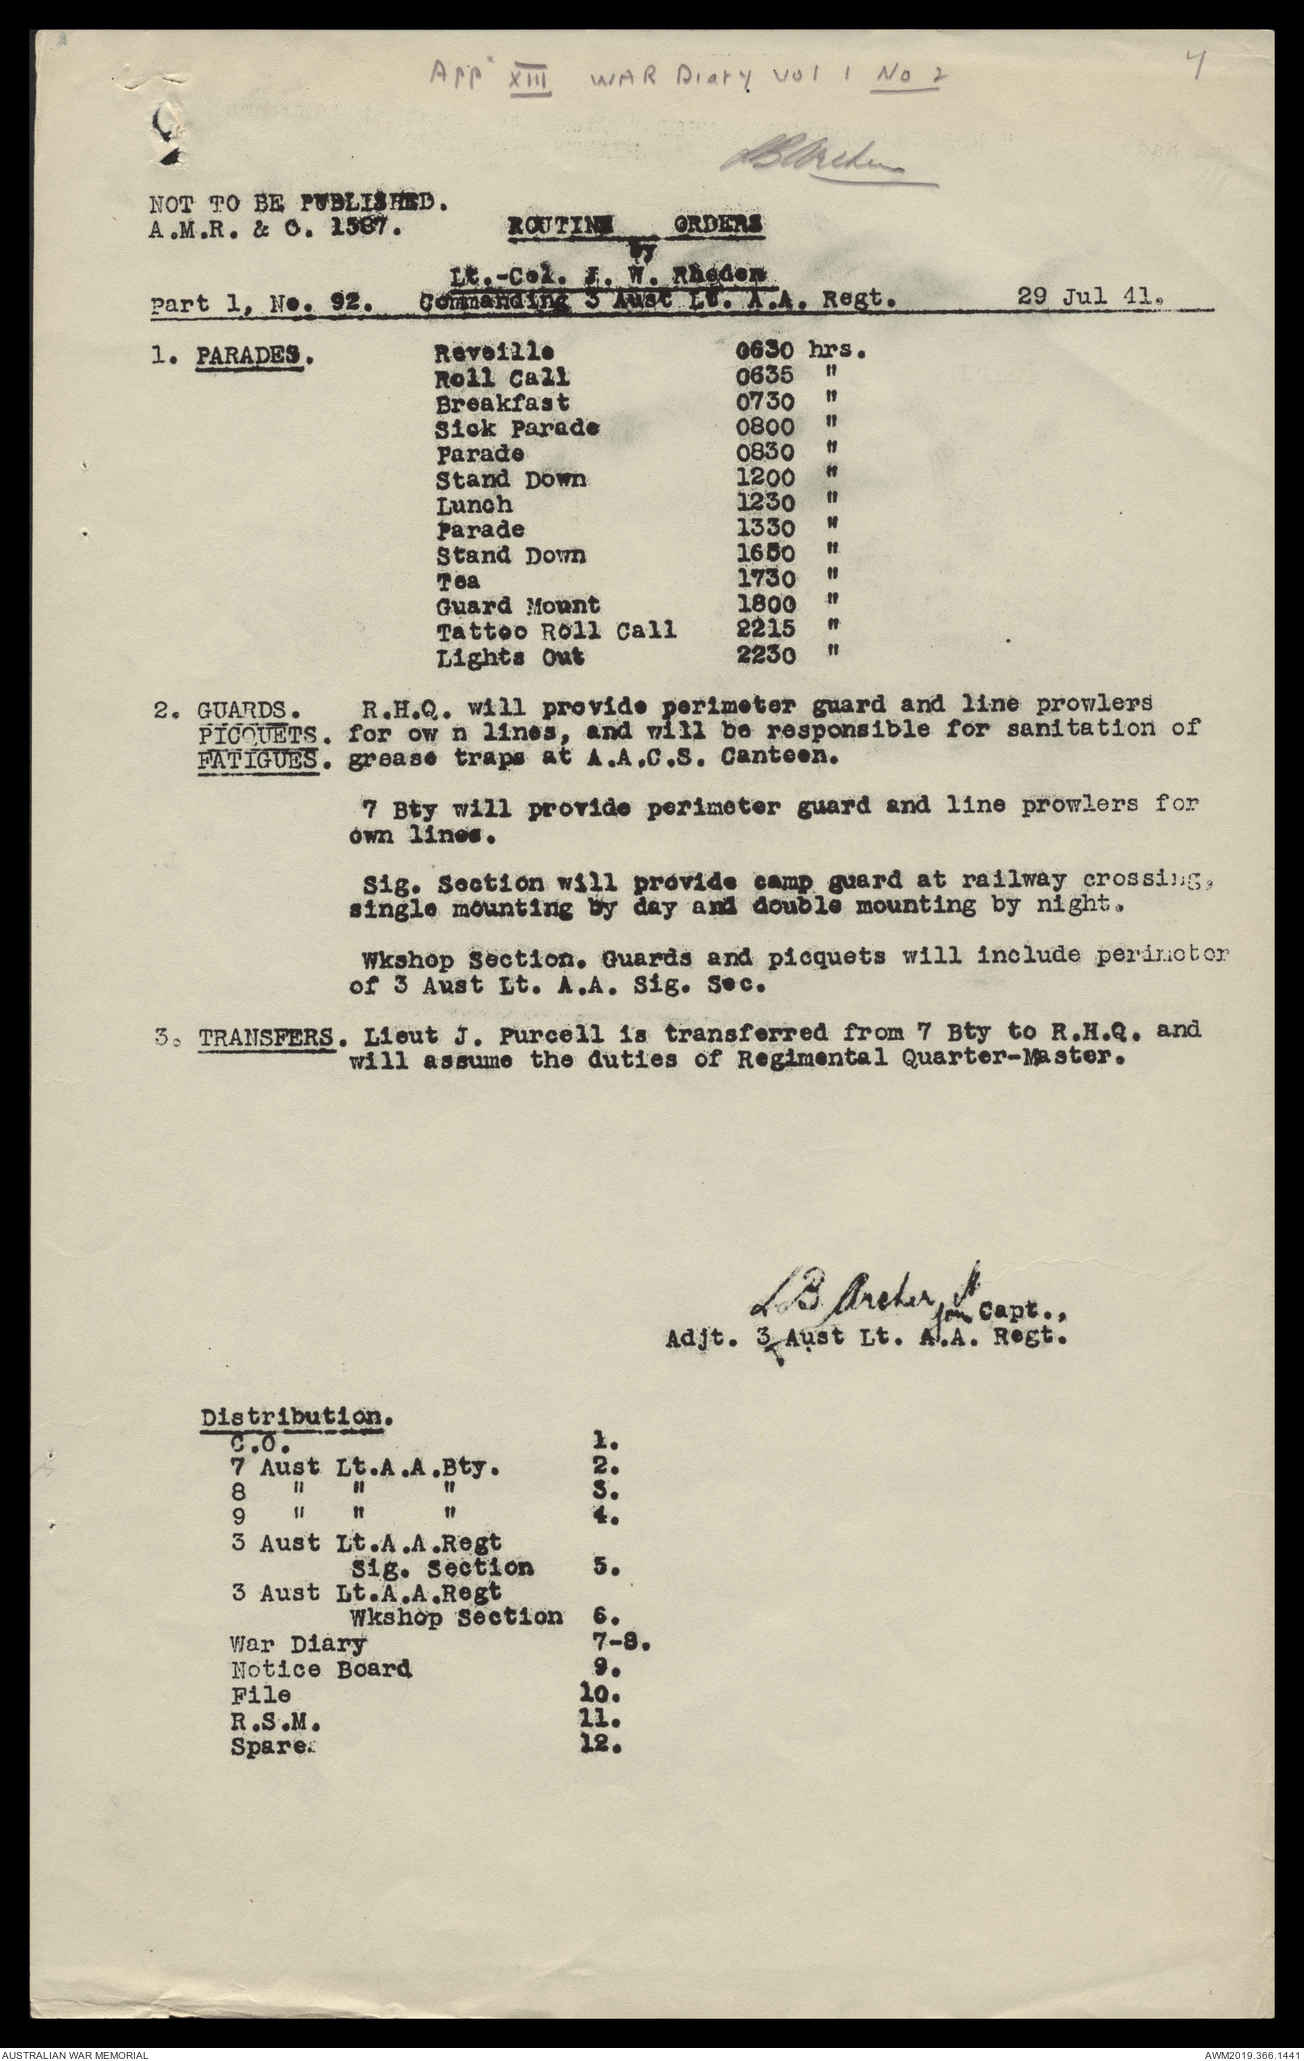 App XIII WAR Diary vol 1 No 2
4
LB Archer
NOT TO BE PUBLISHED.
A.M.R. & O. 1387.
ROUTINE ORDERS
by
Lt.-Col. J. W. Rhoden
Part 1, No. 92. Commanding 3 Aust Lt. A.A. Regt. 29 Jul 41.
1. PARADES. Reveille 0630 hrs.
Roll Call 0635 "
Breakfast 0730 "
Sick Parade 0800 "
Parade 0830 "
Stand Down 1200 "
Lunch 1230 "
Parade 1330 "
Stand Down 1630 "
Tea 1730 "
Guard Mount 1800 "
Tattoo Roll Call 2215 "
Lights Out 2230 "
2. GUARDS. R.H.Q. will provide perimeter guard and line prowlers
PICQUETS. for ow n lines, and will be responsible for sanitation of
FATIGUES. grease traps at A.A.C.S. Canteen.
7 Bty will provide perimeter guard and line prowlers for
own lines.
Sig. Section will provide camp guard at railway crossing,
single mounting by day and double mounting by night.
Wkshop Section. Guards and picquets will include perimeter
of 3 Aust Lt. A.A. Sig. Sec.
3. TRANSFERS. Lieut J. Purcell is transferred from 7 Bty to R.H.Q. and
will assume the duties of Regimental Quarter-Master.
LB Archer Lt
for Capt.,
Adjt. 3 Aust Lt. A.A. Regt.
Distribution.
C.O. 1.
7 Aust Lt.A.A.Bty. 2.
8 " " " 3.
9 " " " 4.
3 Aust Lt.A.A.Regt
Sig. Section 5.
3 Aust Lt.A.A.Regt
Wkshop Section 6.
War Diary 7-8.
Notice Board 9.
File 10.
R.S.M. 11.
Spare. 12.
AUSTRALIAN WAR MEMORIAL
AWM2019.366.1441